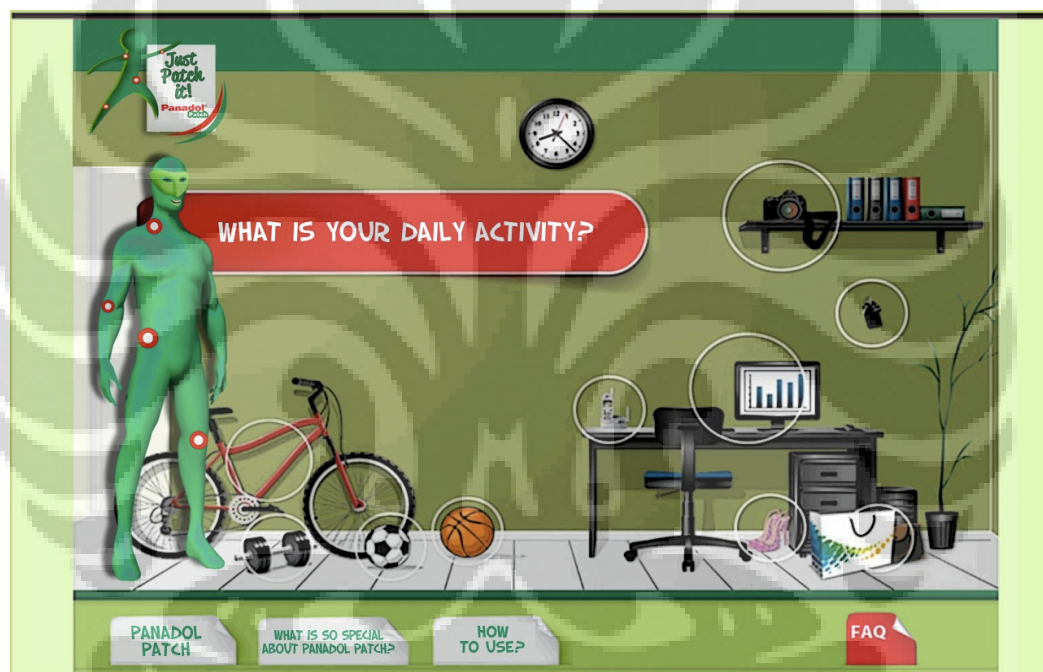 Just
Patch
it!
Panadol
Patch
WHAT IS YOUR DAILY ACTIVITY?
PANADOL
PATCH
WHAT IS SO SPECIAL
ABOUT PANADOL PATCH?
HOW
TO USE?
FAQ